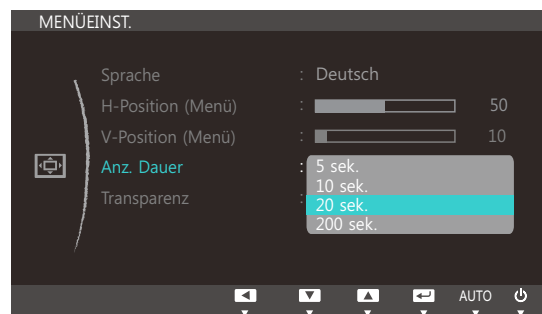 MENÜEINST.
Sprache : Deutsch
H-Position (Menü) : 50
V-Position (Menü) : 10
Anz. Dauer : 5 sek.
10 sek.
20 sek.
Transparenz :
200 sek.
AUTO